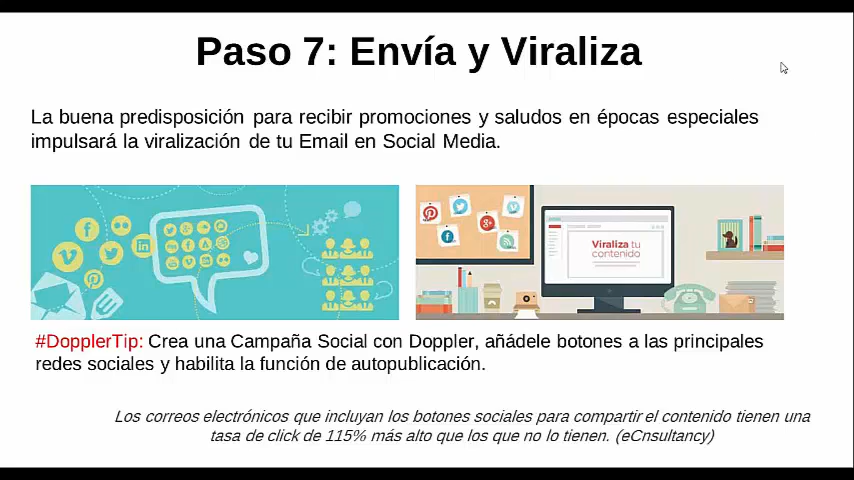 Paso 7: Envía y Viraliza
La buena predisposición para recibir promociones y saludos en épocas especiales
impulsará la viralización de tu Email en Social Media.
Viraliza tu
contenido
#DopplerTip: Crea una Campaña Social con Doppler, añádele botones a las principales
redes sociales y habilita la función de autopublicación.
Los correos electrónicos que incluyan los botones sociales para compartir el contenido tienen una
tasa de click de 115% más alto que los que no lo tienen. (eCnsultancy)